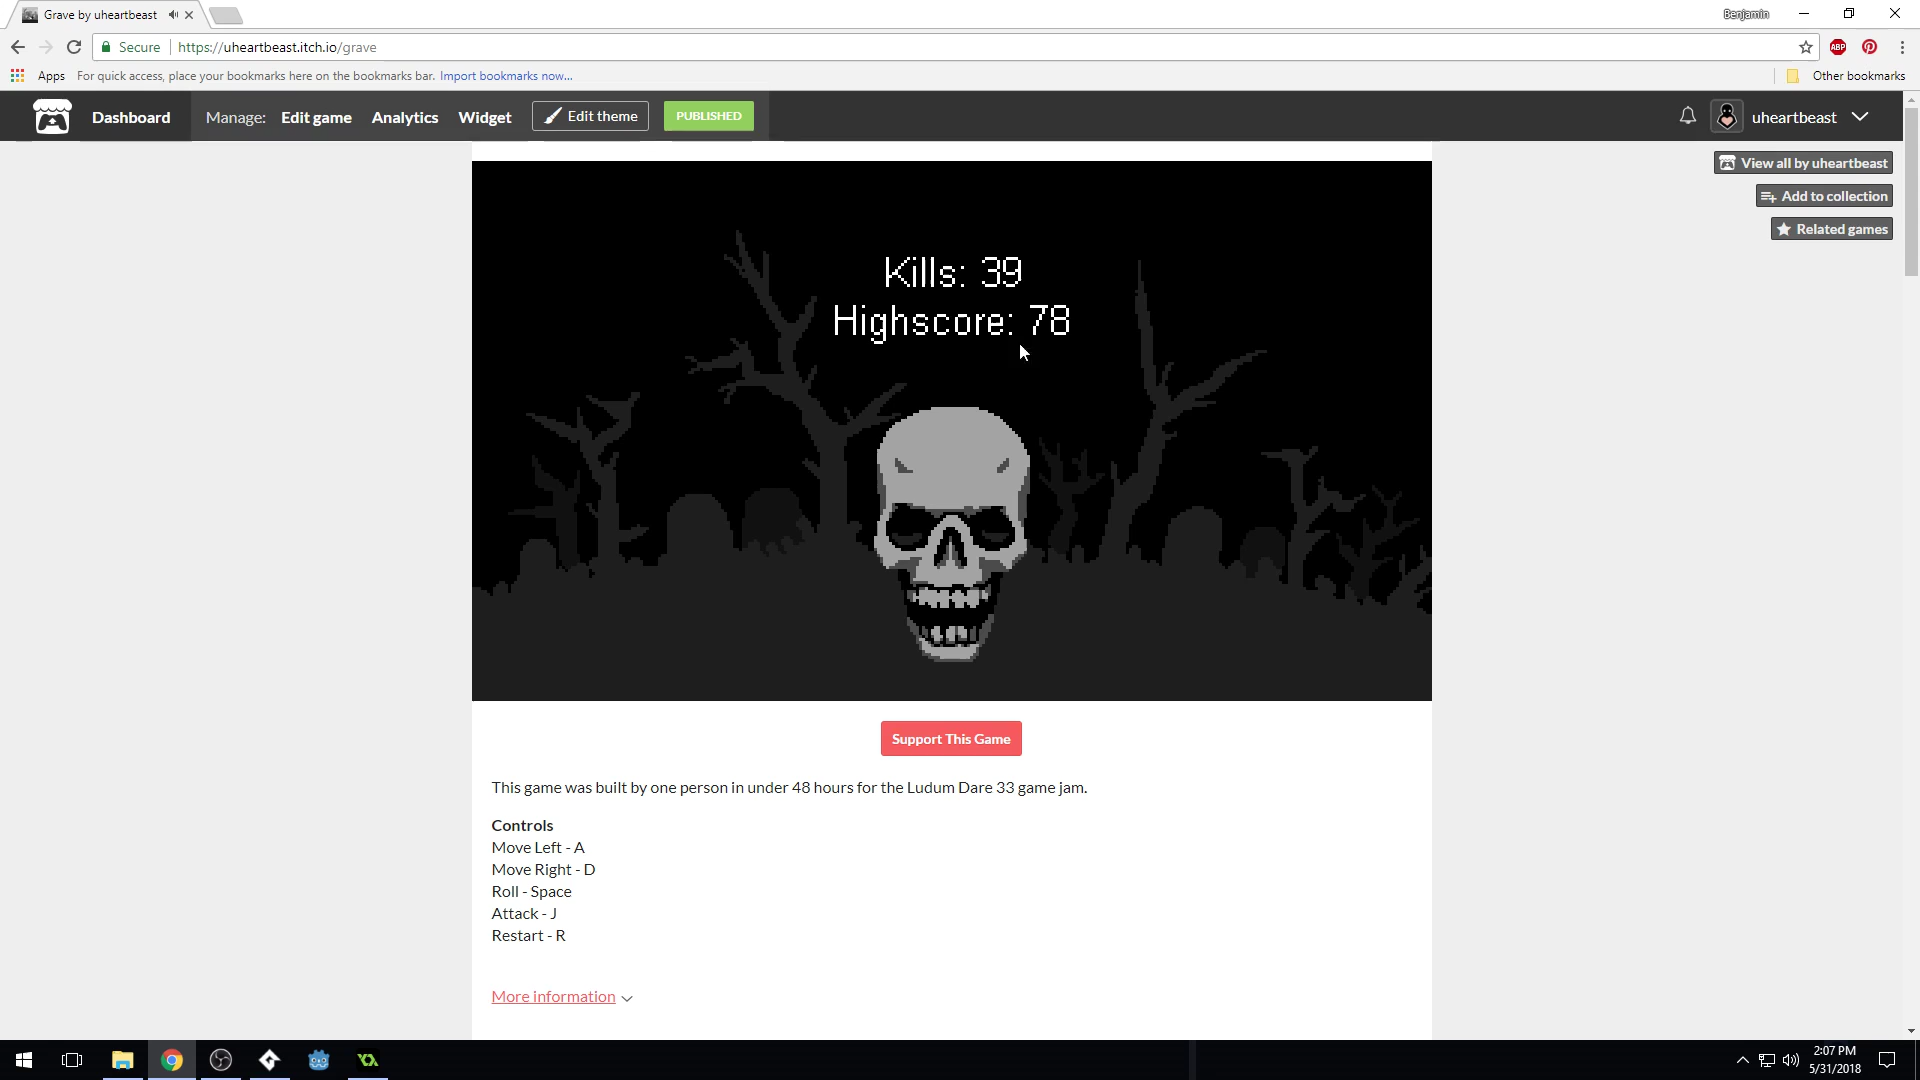 Grave by uheartbeast
Benjamin
Secure
https://uheartbeast.itch.io/grave
ABP
Apps
For quick access, place your bookmarks here on the bookmarks bar. Import bookmarks now...
Other bookmarks
Dashboard
Manage: Edit game Analytics Widget
Edit theme
PUBLISHED
uheartbeast
View all by uheartbeast
Add to collection
Related games
Kills: 39
Highscore: 78
Support This Game
This game was built by one person in under 48 hours for the Ludum Dare 33 game jam.
Controls
Move Left - A
Move Right - D
Roll - Space
Attack - J
Restart - R
More information
2:07 PM
5/31/2018